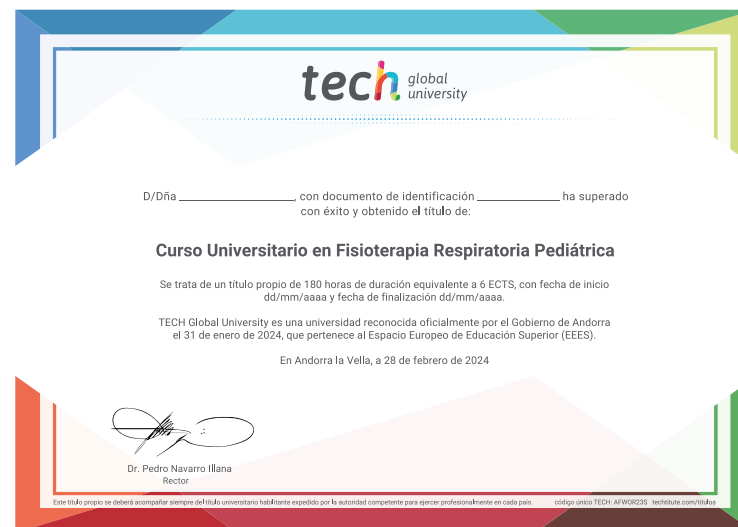 tech global university
D/Dña ______________, con documento de identificación ______________ ha superado
con éxito y obtenido el título de:
Curso Universitario en Fisioterapia Respiratoria Pediátrica
Se trata de un título propio de 180 horas de duración equivalente a 6 ECTS, con fecha de inicio
dd/mm/aaaa y fecha de finalización dd/mm/aaaa.
TECH Global University es una universidad reconocida oficialmente por el Gobierno de Andorra
el 31 de enero de 2024, que pertenece al Espacio Europeo de Educación Superior (EEES).
En Andorra la Vella, a 28 de febrero de 2024
Dr. Pedro Navarro Illana
Rector
Este título propio se deberá acompañar siempre del título universitario habilitante expedido por la autoridad competente para ejercer profesionalmente en cada país. código único TECH: AFWOR23S techtitute.com/titulos